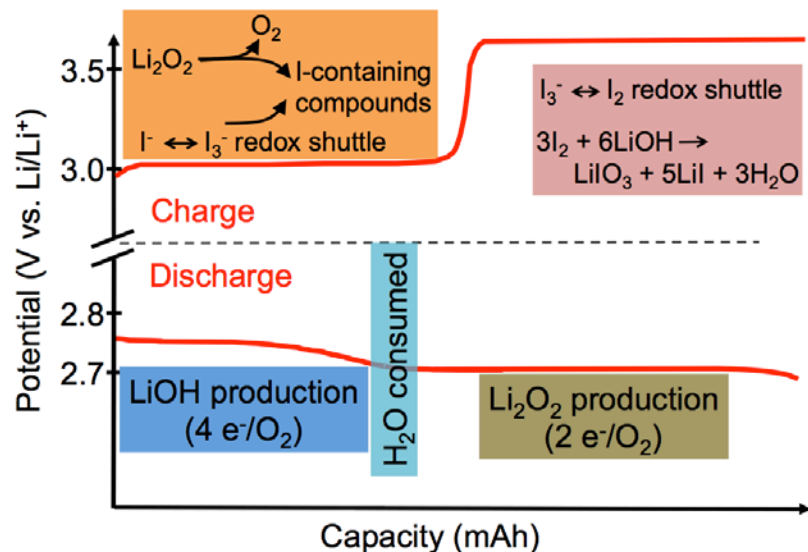 Potential (V vs. Li/Li⁺)
3.5
3.0
2.8
2.7
Li₂O₂
O₂
I-containing
compounds
I⁻ ↔ I₃⁻ redox shuttle
I₃⁻ ↔ I₂ redox shuttle
3I₂ + 6LiOH →
LiIO₃ + 5LiI + 3H₂O
Charge
Discharge
LiOH production
(4 e⁻/O₂)
H₂O consumed
Li₂O₂ production
(2 e⁻/O₂)
Capacity (mAh)